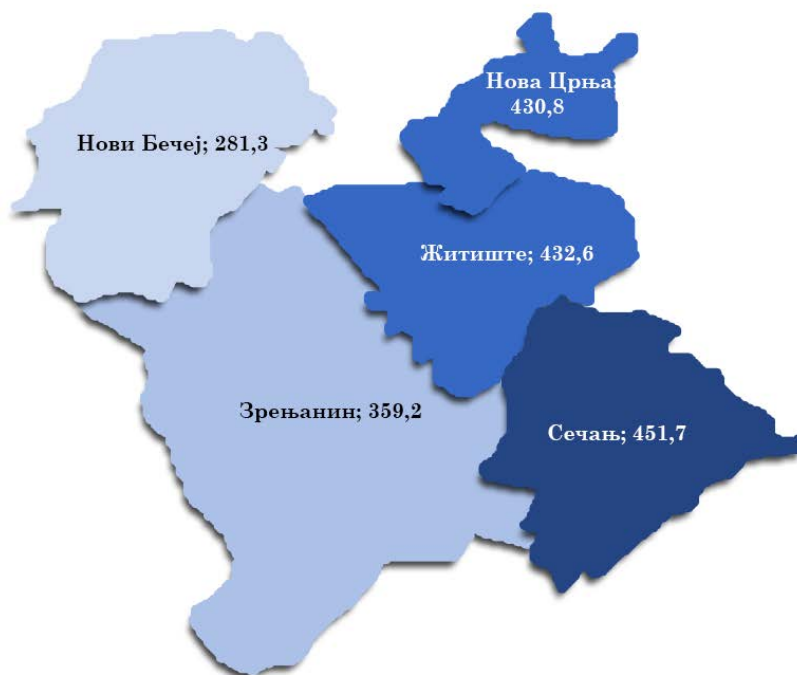 Нова Црња;
430,8
Нови Бечеј; 281,3
Житиште; 432,6
Зрењанин; 359,2
Сечањ; 451,7